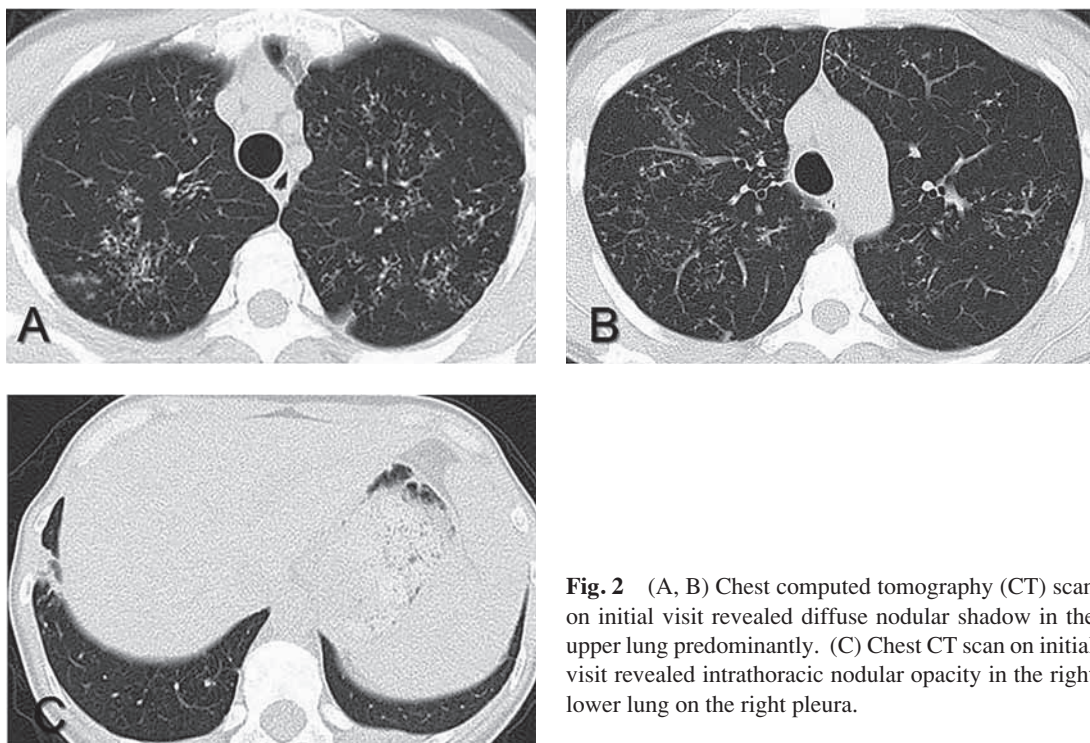 A
B
C
Fig. 2 (A, B) Chest computed tomography (CT) scan
on initial visit revealed diffuse nodular shadow in the
upper lung predominantly. (C) Chest CT scan on initial
visit revealed intrathoracic nodular opacity in the right
lower lung on the right pleura.